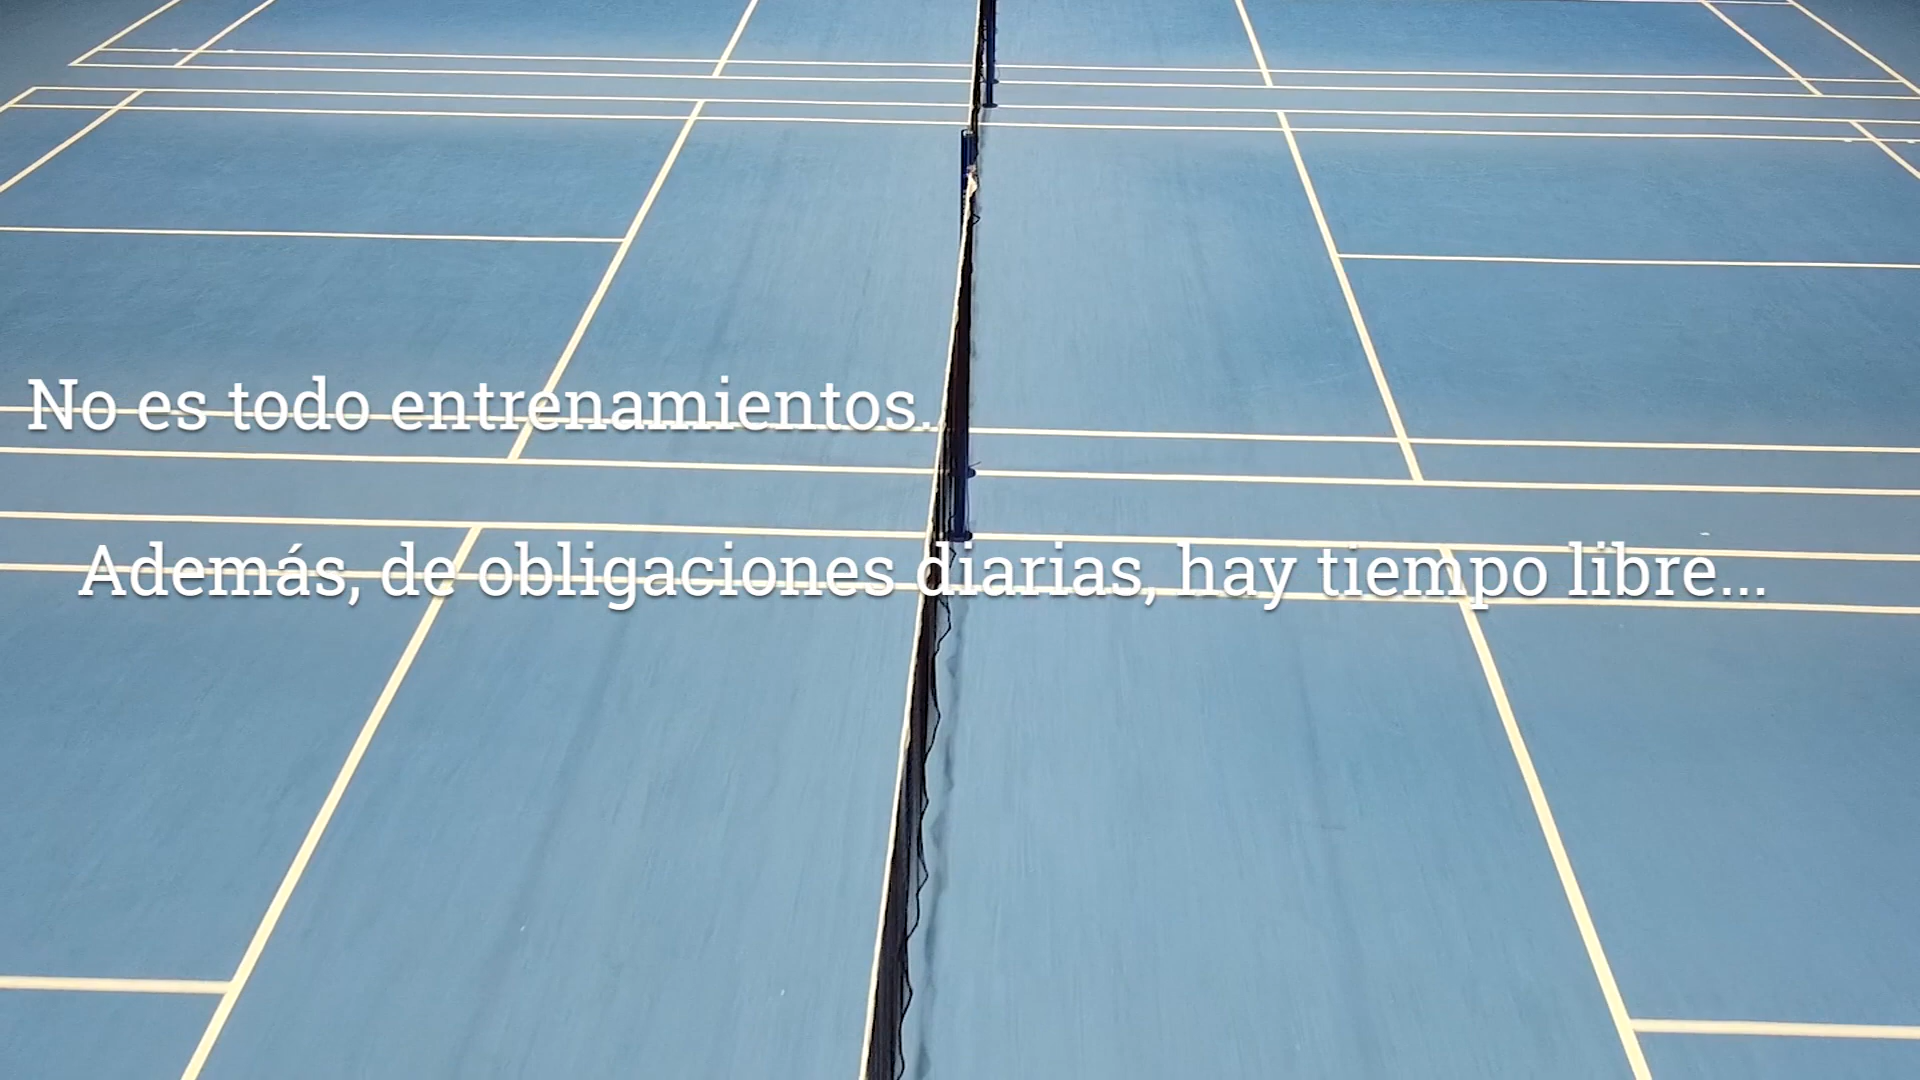 No es todo entrenamientos.
Además, de obligaciones diarias, hay tiempo libre...